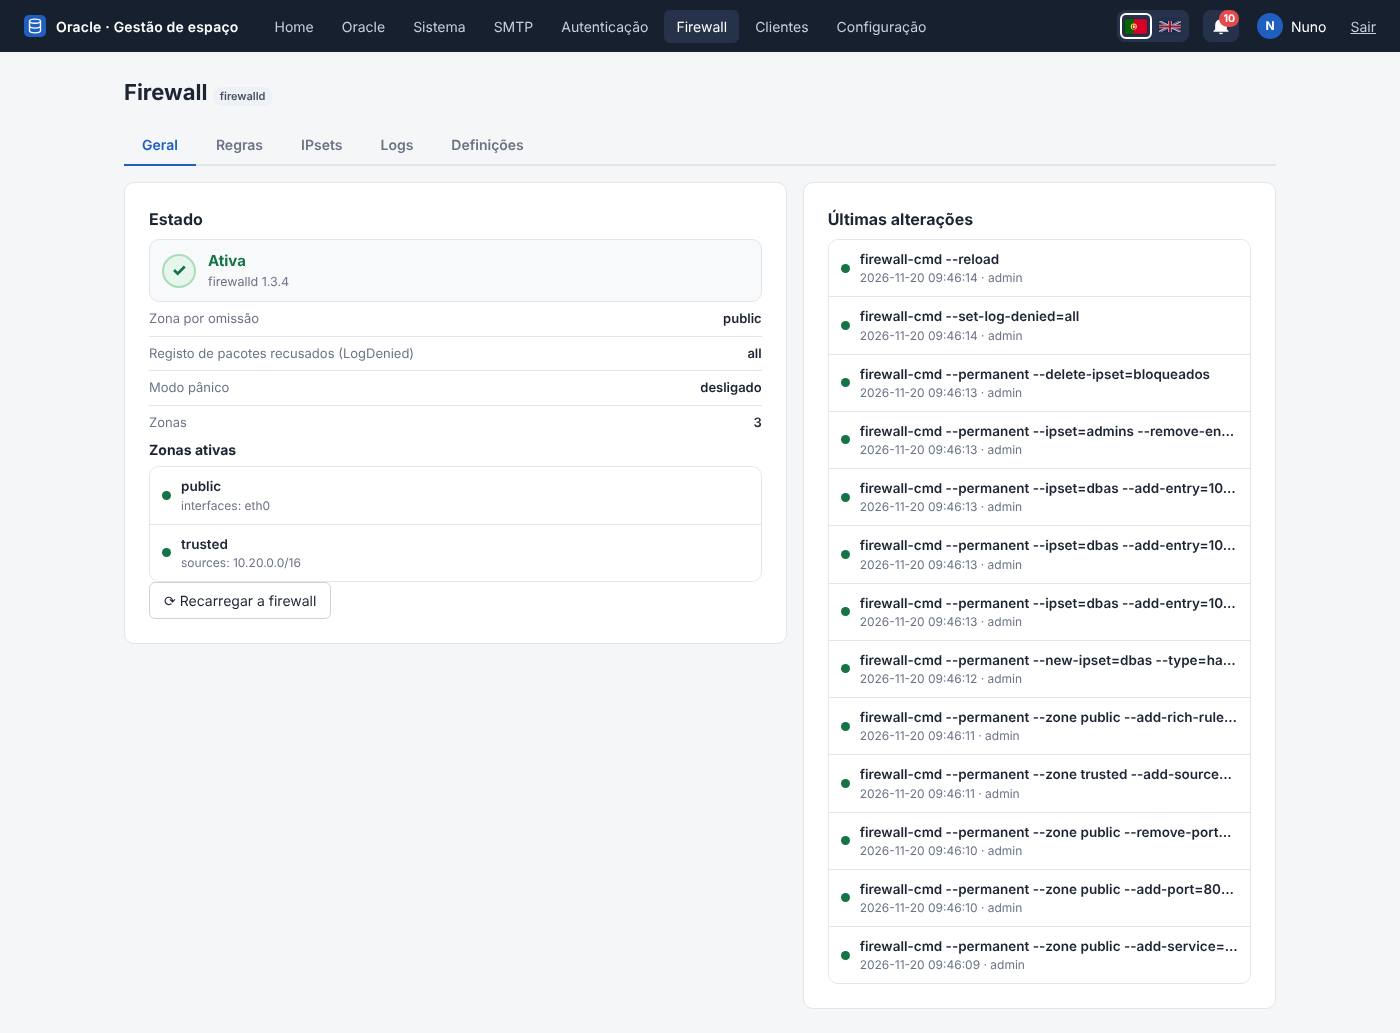 Oracle · Gestão de espaço Home Oracle Sistema SMTP Autenticação Firewall Clientes Configuração 10 N Nuno Sair
Firewall firewalld
Geral Regras IPsets Logs Definições
Estado
Ativa
firewalld 1.3.4
Zona por omissão public
Registo de pacotes recusados (LogDenied) all
Modo pânico desligado
Zonas 3
Zonas ativas
public
interfaces: eth0
trusted
sources: 10.20.0.0/16
⟳ Recarregar a firewall
Últimas alterações
firewall-cmd --reload
2026-11-20 09:46:14 · admin
firewall-cmd --set-log-denied=all
2026-11-20 09:46:14 · admin
firewall-cmd --permanent --delete-ipset=bloqueados
2026-11-20 09:46:13 · admin
firewall-cmd --permanent --ipset=admins --remove-en...
2026-11-20 09:46:13 · admin
firewall-cmd --permanent --ipset=dbas --add-entry=10...
2026-11-20 09:46:13 · admin
firewall-cmd --permanent --ipset=dbas --add-entry=10...
2026-11-20 09:46:13 · admin
firewall-cmd --permanent --ipset=dbas --add-entry=10...
2026-11-20 09:46:13 · admin
firewall-cmd --permanent --new-ipset=dbas --type=ha...
2026-11-20 09:46:12 · admin
firewall-cmd --permanent --zone public --add-rich-rule...
2026-11-20 09:46:11 · admin
firewall-cmd --permanent --zone trusted --add-source...
2026-11-20 09:46:11 · admin
firewall-cmd --permanent --zone public --remove-port...
2026-11-20 09:46:10 · admin
firewall-cmd --permanent --zone public --add-port=80...
2026-11-20 09:46:10 · admin
firewall-cmd --permanent --zone public --add-service=...
2026-11-20 09:46:09 · admin